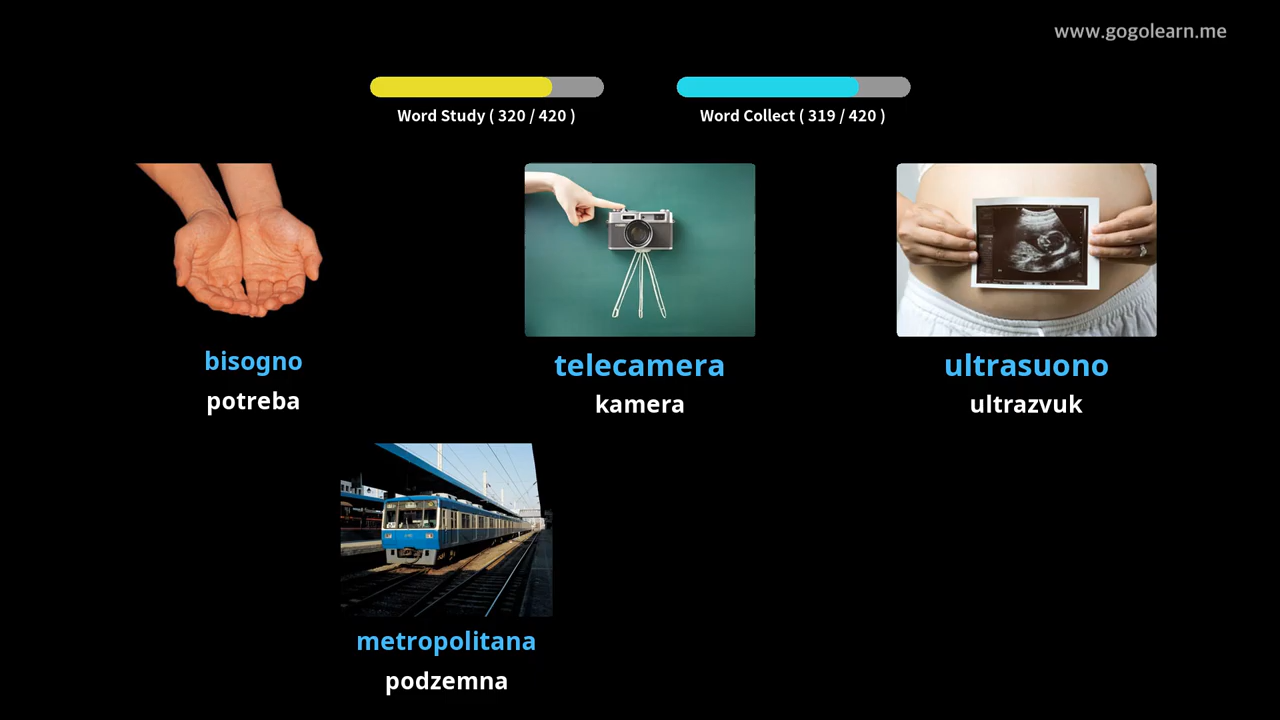 www.gogolearn.me
Word Study ( 320 / 420 )
Word Collect ( 319 / 420 )
bisogno
potreba
telecamera
kamera
ultrasuono
ultrazvuk
metropolitana
podzemna